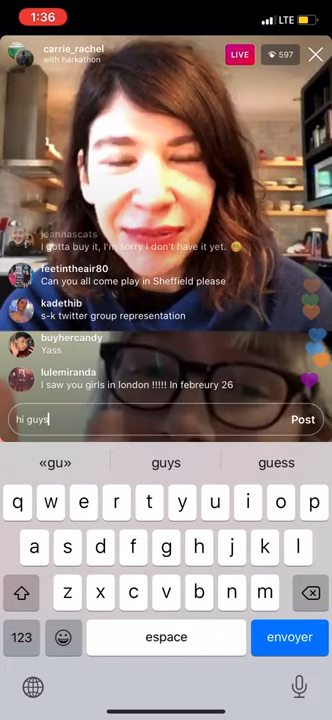 1:36
LTE
carrie_rachel
with harkathon
LIVE
597
jeannascats
I gotta buy it, I'm sorry I don't have it yet. 😬
feetintheair80
Can you all come play in Sheffield please
kadethib
s-k twitter group representation
buyhercandy
Yass
lulemiranda
I saw you girls in london !!!!! In febreury 26
hi guys
Post
«gu»
guys
guess
q w e r t y u i o p
a s d f g h j k l
z x c v b n m
123
espace
envoyer